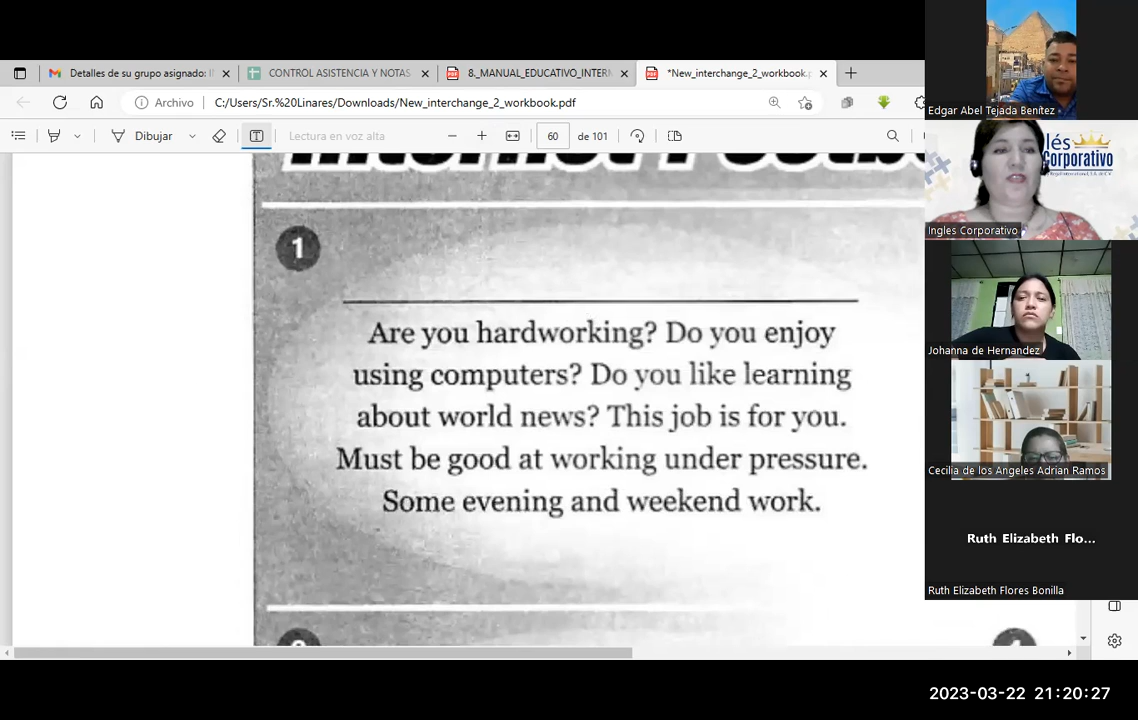 Detalles de su grupo asignado: I
CONTROL ASISTENCIA Y NOTAS
8._MANUAL_EDUCATIVO_INTERM
*New_interchange_2_workbook.p
Archivo
C:/Users/Sr.%20Linares/Downloads/New_interchange_2_workbook.pdf
Dibujar
Lectura en voz alta
60
de 101
1
Are you hardworking? Do you enjoy
using computers? Do you like learning
about world news? This job is for you.
Must be good at working under pressure.
Some evening and weekend work.
Edgar Abel Tejada Benítez
lés
Corporativo
Ingles Corporativo
Johanna de Hernandez
Cecilia de los Angeles Adrian Ramos
Ruth Elizabeth Flo...
Ruth Elizabeth Flores Bonilla
2023-03-22 21:20:27